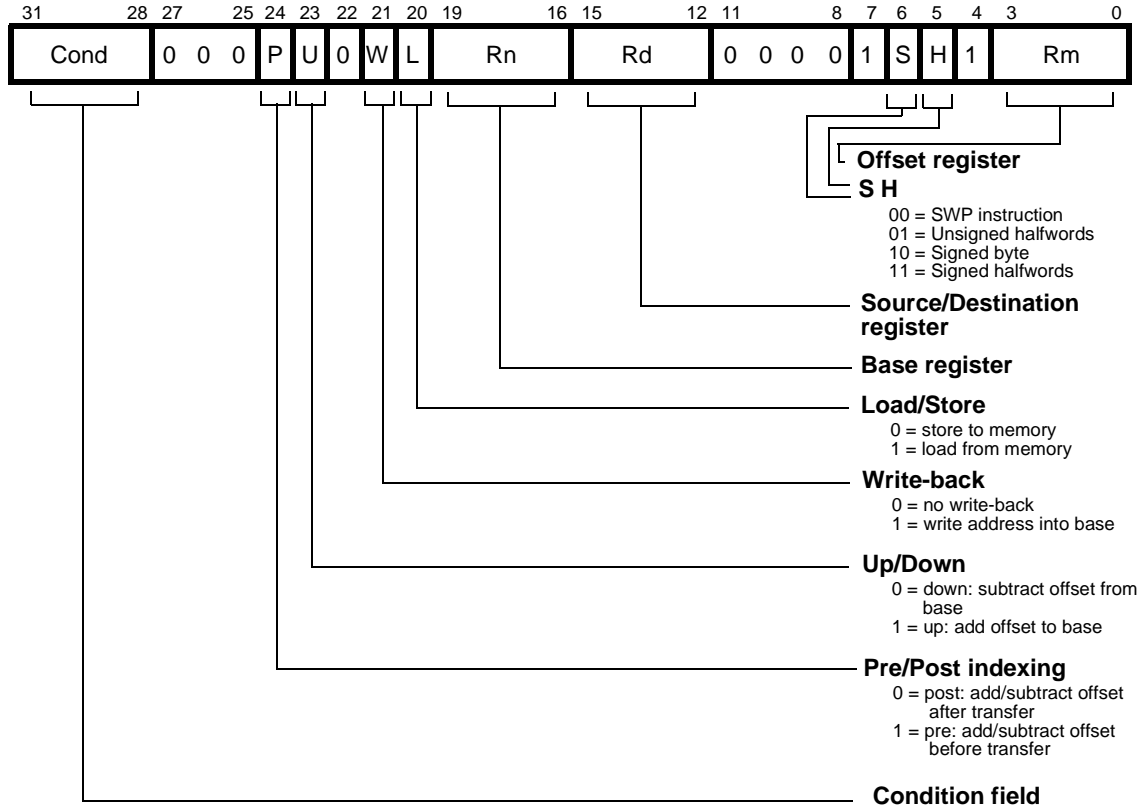 31 28 27 25 24 23 22 21 20 19 16 15 12 11 8 7 6 5 4 3 0
Cond 0 0 0 P U 0 W L Rn Rd 0 0 0 0 1 S H 1 Rm
Offset register
S H
00 = SWP instruction
01 = Unsigned halfwords
10 = Signed byte
11 = Signed halfwords
Source/Destination
register
Base register
Load/Store
0 = store to memory
1 = load from memory
Write-back
0 = no write-back
1 = write address into base
Up/Down
0 = down: subtract offset from
base
1 = up: add offset to base
Pre/Post indexing
0 = post: add/subtract offset
after transfer
1 = pre: add/subtract offset
before transfer
Condition field